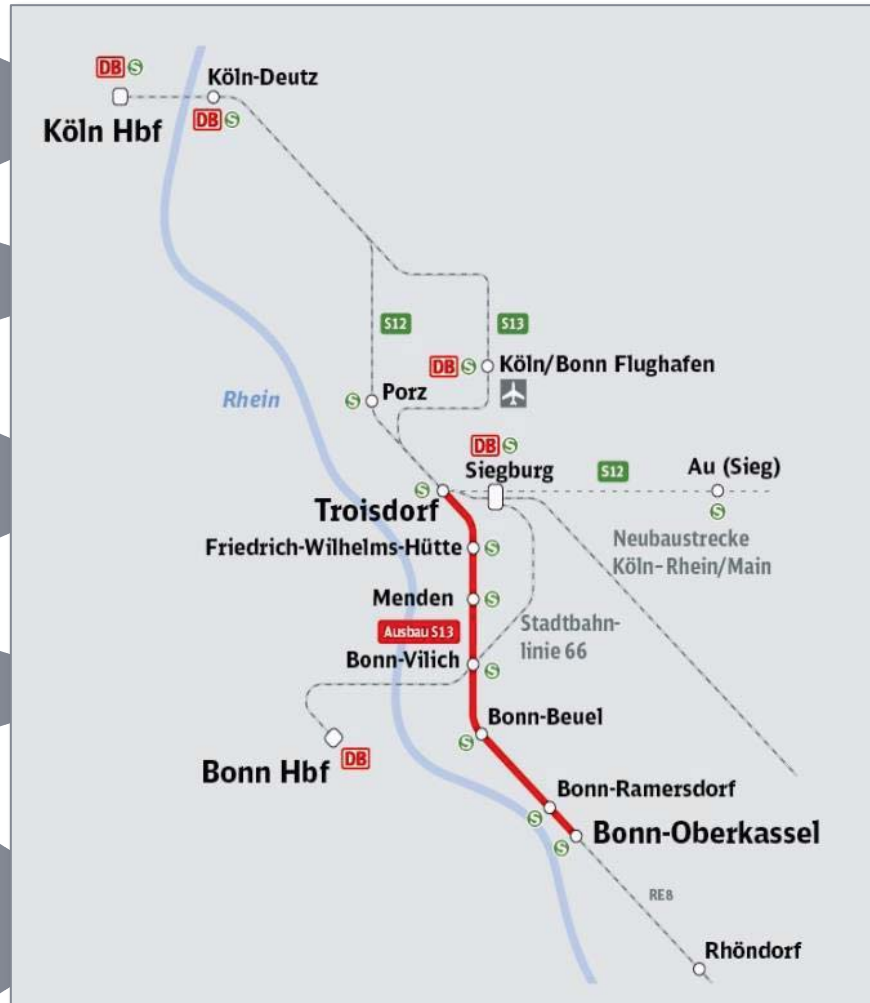 DB S
Köln-Deutz
Köln Hbf
DB S
S12
S13
DB S Köln/Bonn Flughafen
Rhein
S Porz
DB S
Siegburg
S12
Au (Sieg)
S
S
Troisdorf
Neubaustrecke
Köln-Rhein/Main
Friedrich-Wilhelms-Hütte S
Menden S
Ausbau S13
Stadtbahn-
linie 66
Bonn-Vilich S
Bonn-Beuel
S
Bonn Hbf DB
Bonn-Ramersdorf
S
Bonn-Oberkassel
S
RE8
Rhöndorf